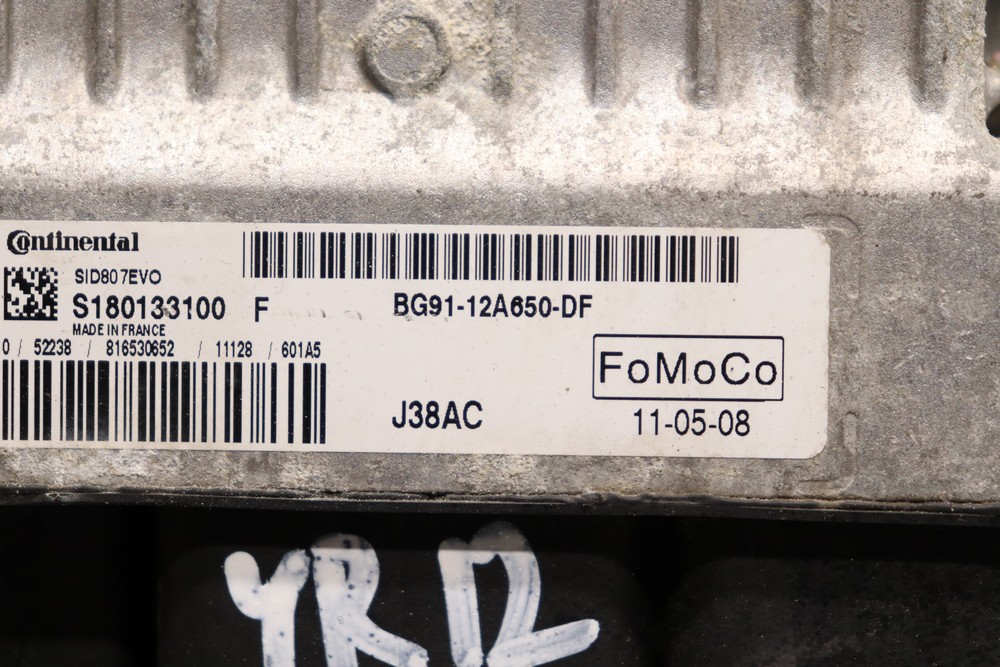 Continental
SID807EVO
S180133100 F BG91-12A650-DF
MADE IN FRANCE
0 / 52238 / 816530652 / 11128 / 601A5
FoMoCo
J38AC 11-05-08